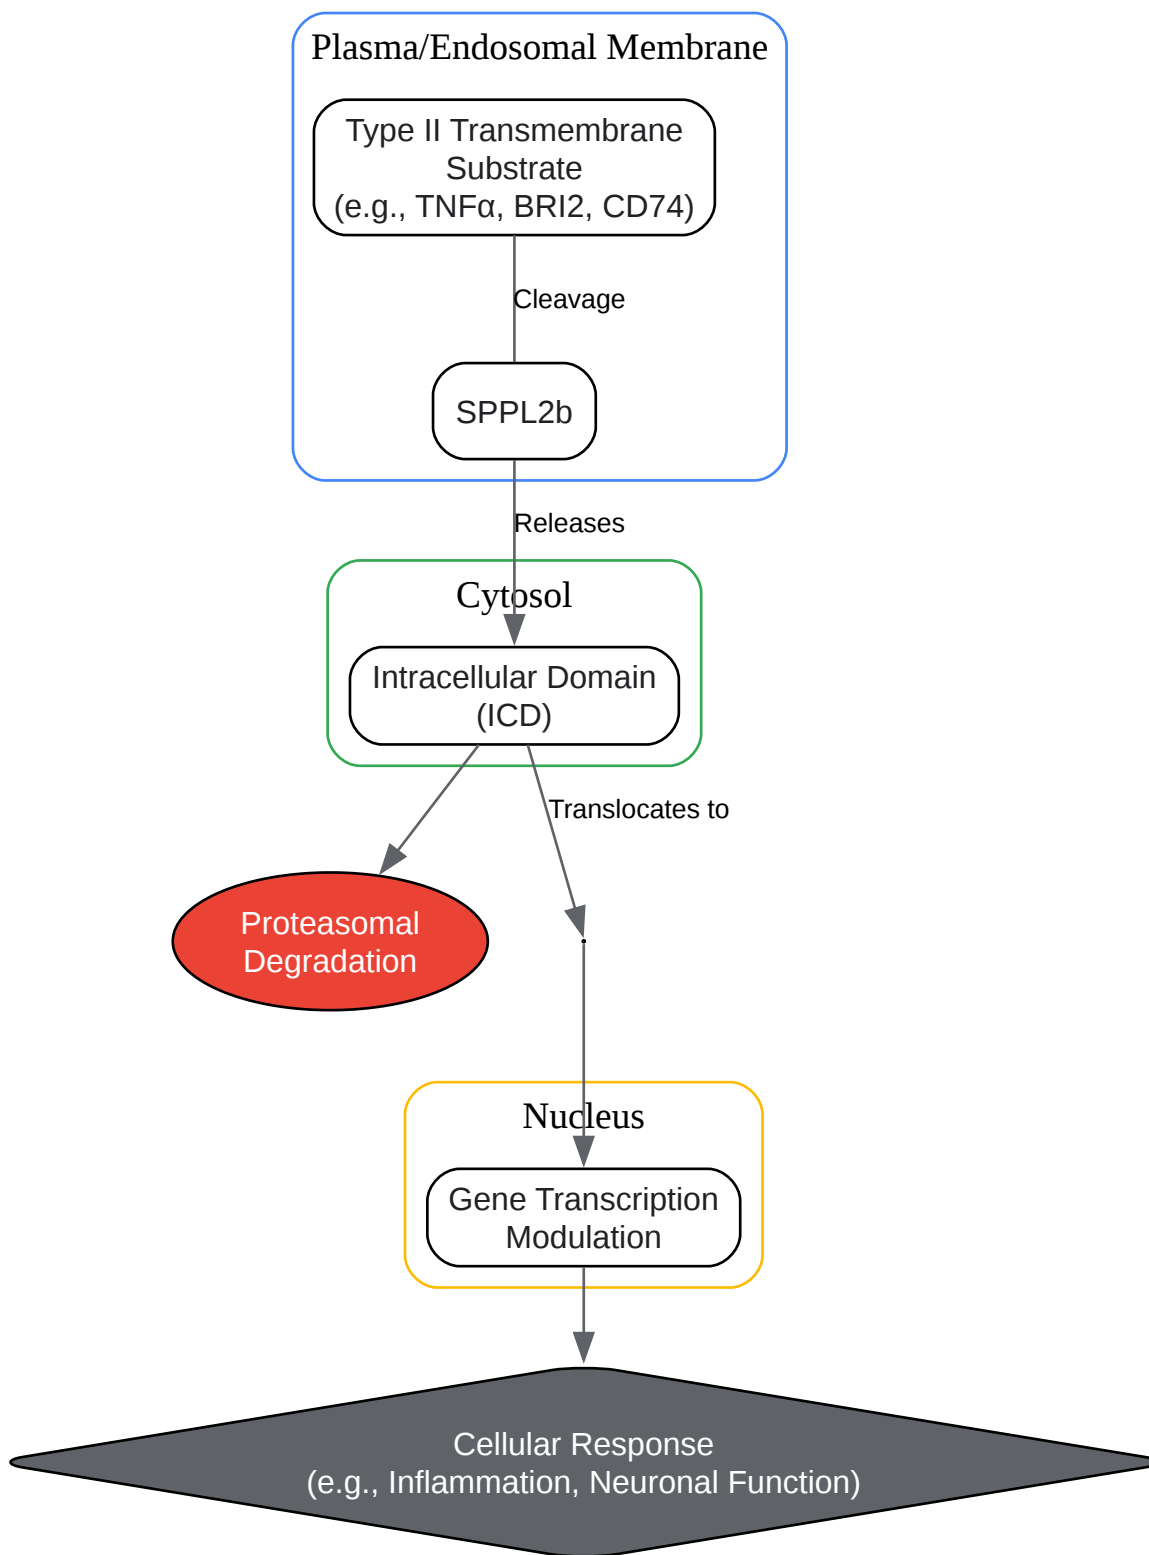 Plasma/Endosomal Membrane
Type II Transmembrane
Substrate
(e.g., TNFα, BRI2, CD74)
Cleavage
SPPL2b
Releases
Cytosol
Intracellular Domain
(ICD)
Translocates to
Proteasomal
Degradation
Nucleus
Gene Transcription
Modulation
Cellular Response
(e.g., Inflammation, Neuronal Function)